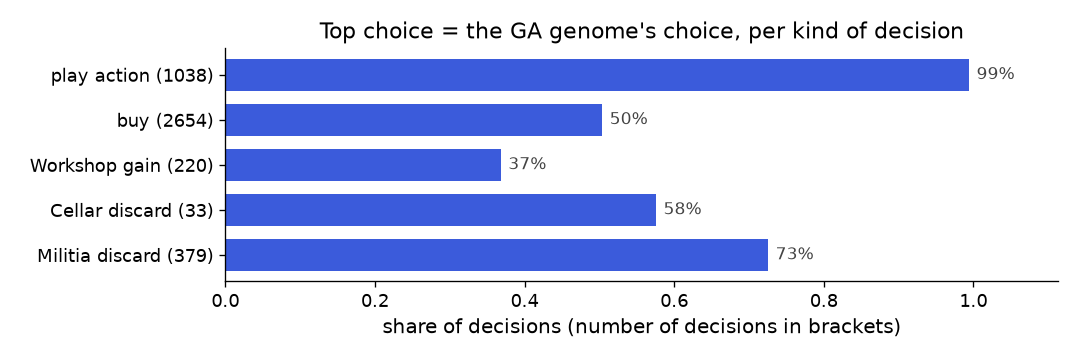 Top choice = the GA genome's choice, per kind of decision
play action (1038)
99%
buy (2654)
50%
Workshop gain (220)
37%
Cellar discard (33)
58%
Militia discard (379)
73%
0.0 0.2 0.4 0.6 0.8 1.0
share of decisions (number of decisions in brackets)